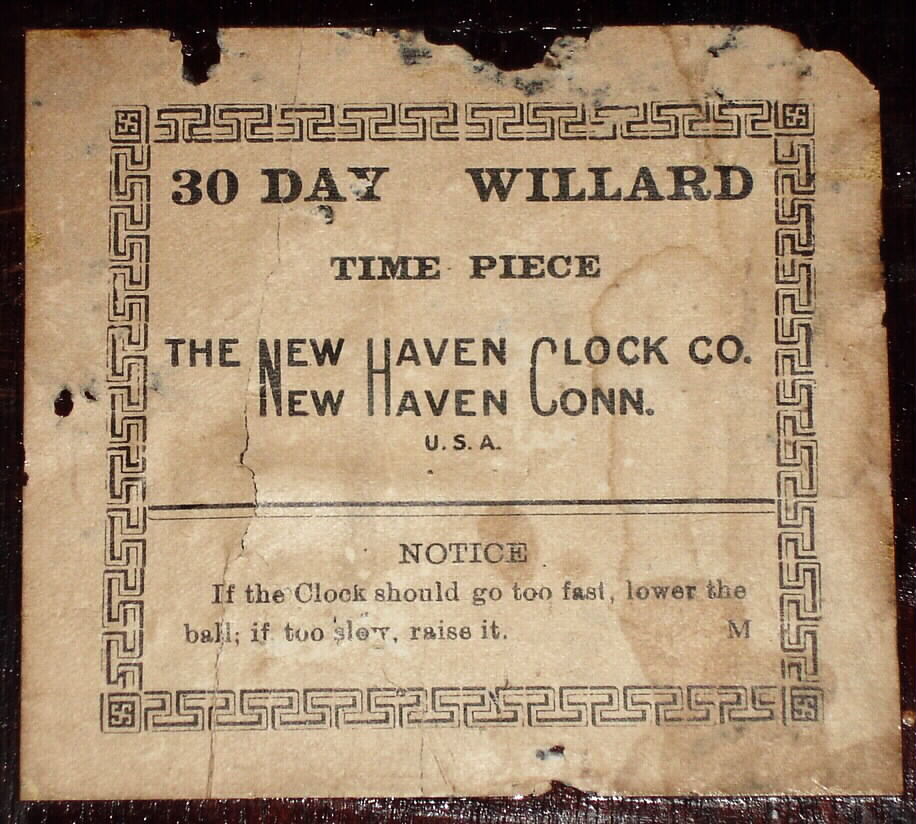 30 DAY WILLARD
TIME PIECE
THE NEW HAVEN CLOCK CO.
NEW HAVEN CONN.
U.S.A.
NOTICE
If the Clock should go too fast, lower the
ball; if too slow, raise it. M